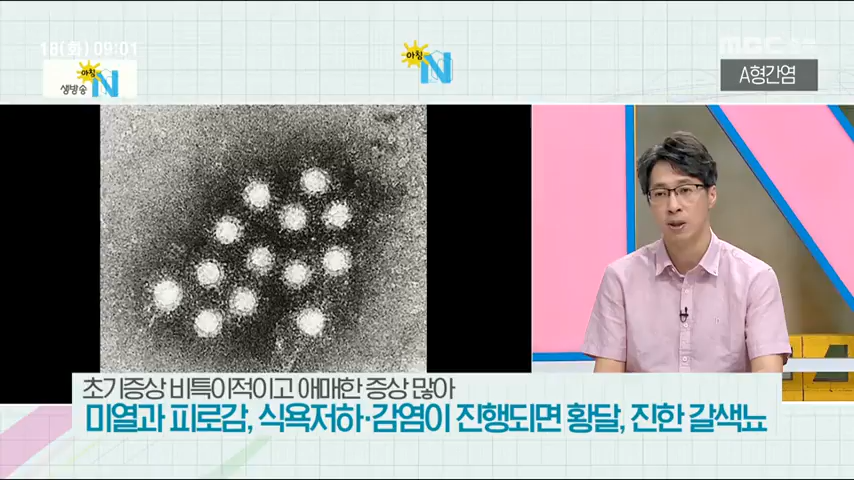 18(화) 09:01
아침
생방송 N
아침
N
MBC
A형간염
초기증상 비특이적이고 애매한 증상 많아
미열과 피로감, 식욕저하·감염이 진행되면 황달, 진한 갈색뇨